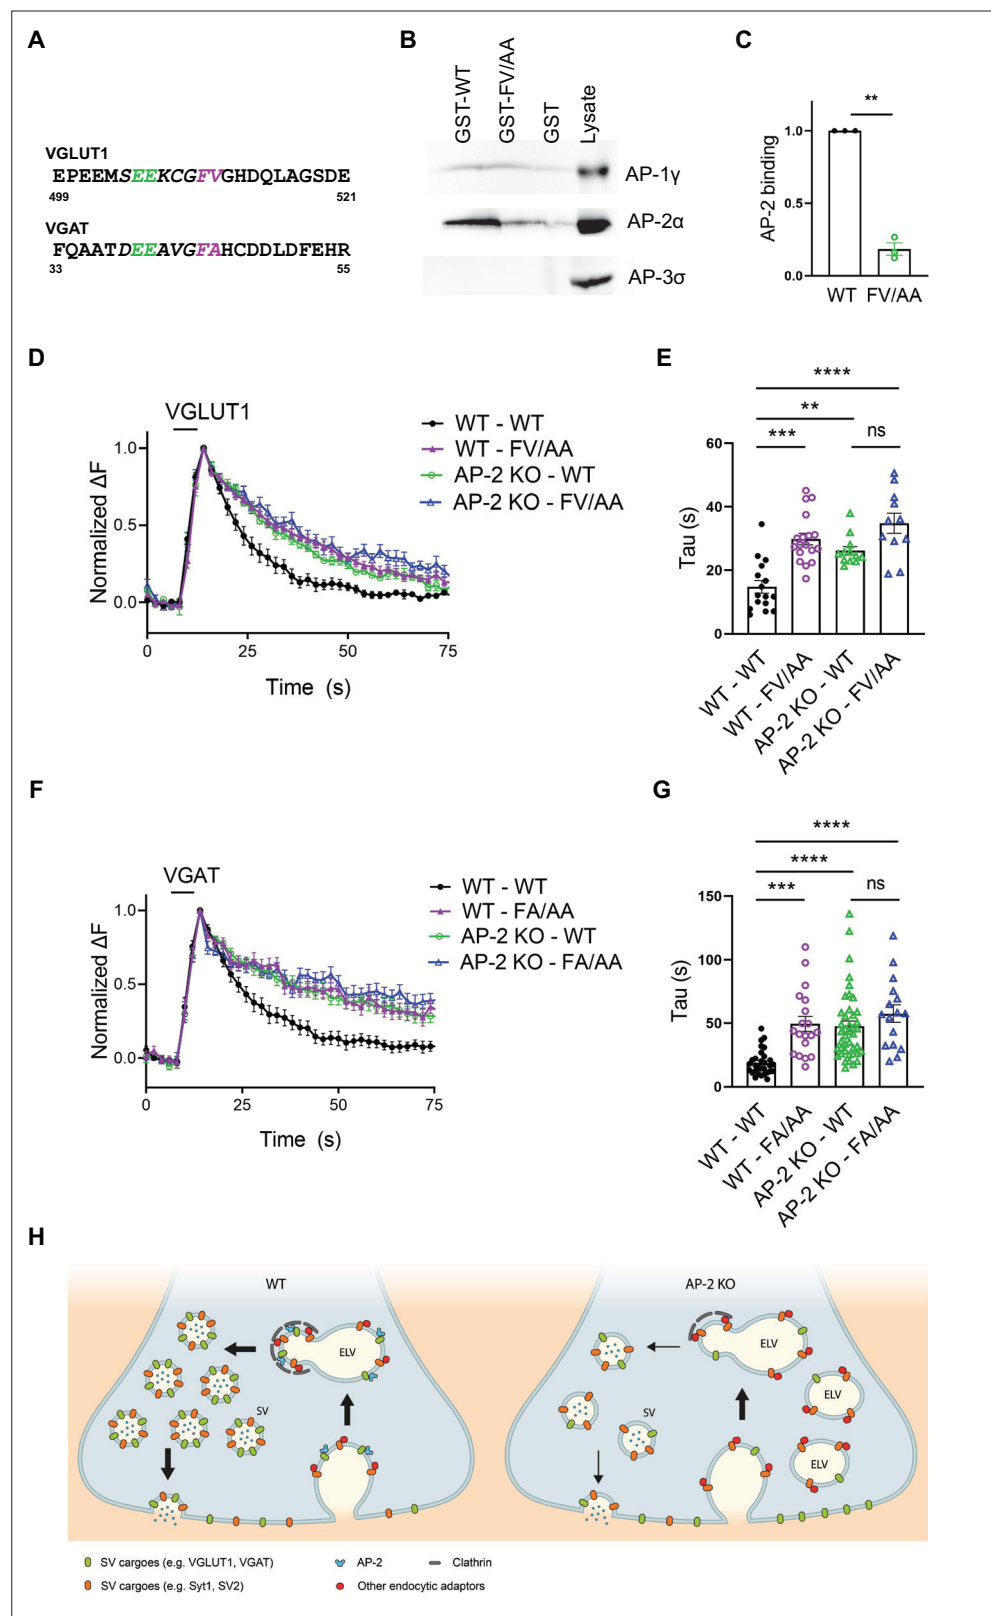 A
VGLUT1
EPEEMSEEKCGFVGHDQLAGSDE
499 521
VGAT
FQAATDEEAVGFAHCDDLDFEHR
33 55
B
GST-WT
GST-FV/AA
GST
Lysate
AP-1γ
AP-2α
AP-3σ
C
**
AP-2 binding
1.0
0.5
0.0
WT FV/AA
D
VGLUT1
WT - WT
WT - FV/AA
AP-2 KO - WT
AP-2 KO - FV/AA
Normalized ΔF
1.0
0.5
0.0
0 25 50 75
Time (s)
E
****
**
*** ns
Tau (s)
60
40
20
0
WT - WT
WT - FV/AA
AP-2 KO - WT
AP-2 KO - FV/AA
F
VGAT
WT - WT
WT - FA/AA
AP-2 KO - WT
AP-2 KO - FA/AA
Normalized ΔF
1.0
0.5
0.0
0 25 50 75
Time (s)
G
****
****
*** ns
Tau (s)
150
100
50
0
WT - WT
WT - FA/AA
AP-2 KO - WT
AP-2 KO - FA/AA
H
WT
ELV
SV
AP-2 KO
ELV
ELV
SV
ELV
SV cargoes (e.g. VGLUT1, VGAT)
AP-2
Clathrin
SV cargoes (e.g. Syt1, SV2)
Other endocytic adaptors